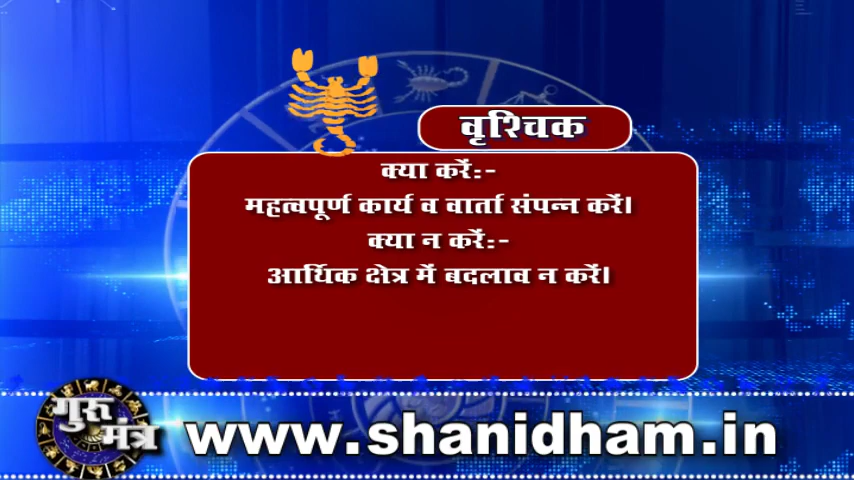 वृश्चिक
क्या करें:-
महत्वपूर्ण कार्य व वार्ता संपन्न करें।
क्या न करें:-
आर्थिक क्षेत्र में बदलाव न करें।
गुरु
मंत्र
www.shanidham.in